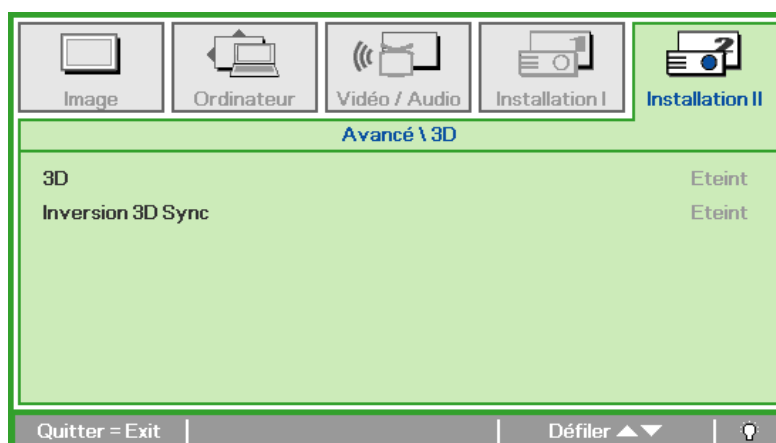 Image
Ordinateur
Vidéo / Audio
Installation I
Installation II
Avancé \ 3D
3D Eteint
Inversion 3D Sync Eteint
Quitter = Exit Défiler ▲▼